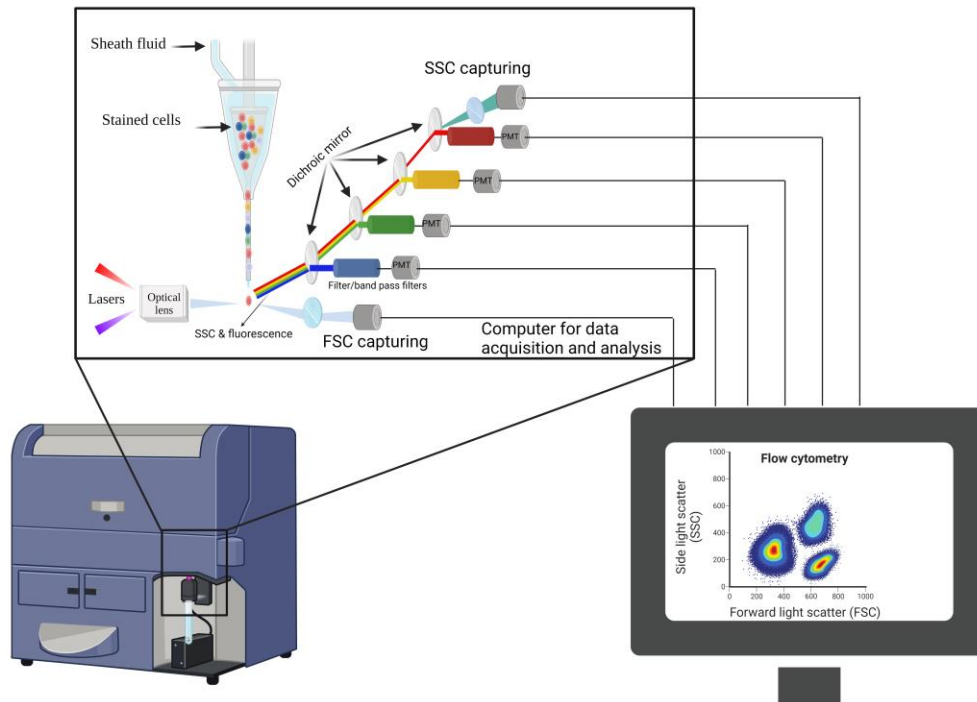 Sheath fluid
Stained cells
SSC capturing
Dichroic mirror
PMT
PMT
PMT
PMT
Filter/band pass filters
Lasers
Optical
lens
SSC & fluorescence
FSC capturing
Computer for data
acquisition and analysis
Flow cytometry
Side light scatter
(SSC)
1000
800
600
400
200
0
0
200
400
600
800
1000
Forward light scatter (FSC)